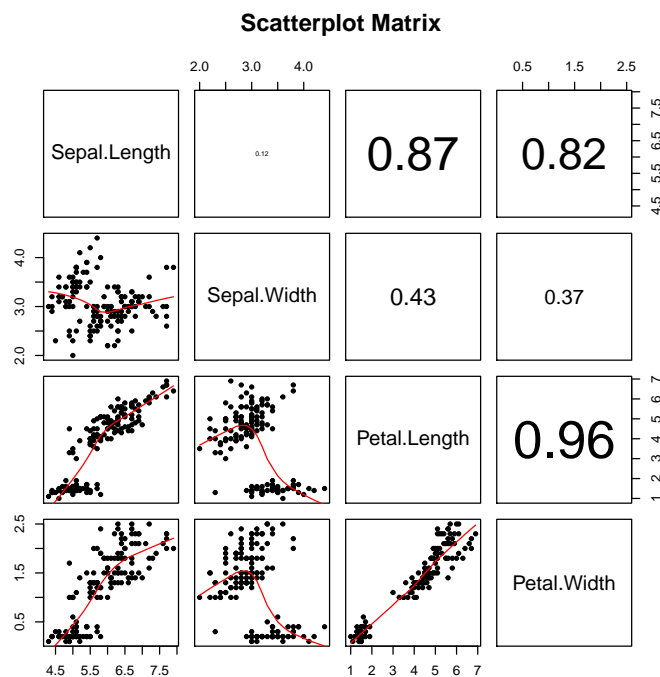 Scatterplot Matrix
2.0 3.0 4.0
0.5 1.5 2.5
Sepal.Length
0.12
0.87
0.82
4.5 5.5 6.5 7.5
2.0 3.0 4.0
Sepal.Width
0.43
0.37
Petal.Length
0.96
1 2 3 4 5 6 7
0.5 1.5 2.5
Petal.Width
4.5 5.5 6.5 7.5
1 2 3 4 5 6 7